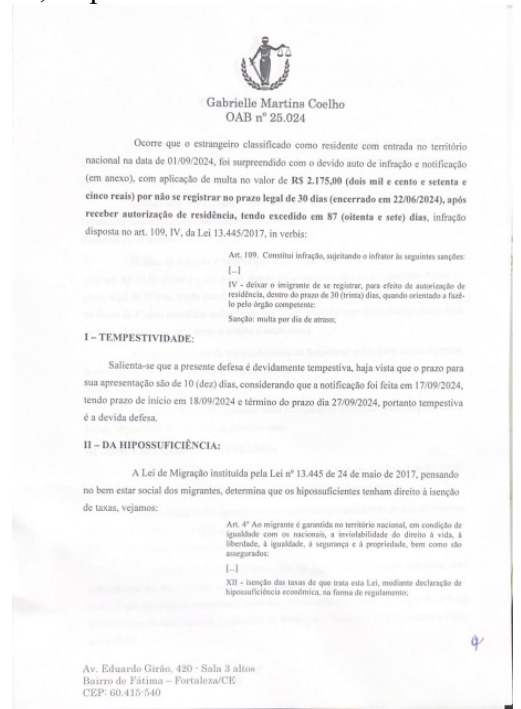 Gabrielle Martins Coelho
OAB nº 25.024
Ocorre que o estrangeiro classificado como residente com entrada no território
nacional na data de 01/09/2024, foi surpreendido com o devido auto de infração e notificação
(em anexo), com aplicação de multa no valor de R$ 2.175,00 (dois mil e cento e setenta e
cinco reais) por não se registrar no prazo legal de 30 dias (encerrado em 22/06/2024), após
receber autorização de residência, tendo excedido em 87 (oitenta e sete) dias, infração
disposta no art. 109, IV, da Lei 13.445/2017, in verbis:
Art. 109. Constitui infração, sujeitando o infrator às seguintes sanções:
[...]
IV - deixar o imigrante de se registrar, para efeito de autorização de
residência, dentro do prazo de 30 (trinta) dias, quando orientado a fazê-
lo pelo órgão competente:
Sanção: multa por dia de atraso;
I – TEMPESTIVIDADE:
Salienta-se que a presente defesa é devidamente tempestiva, haja vista que o prazo para
sua apresentação são de 10 (dez) dias, considerando que a notificação foi feita em 17/09/2024,
tendo prazo de início em 18/09/2024 e término do prazo dia 27/09/2024, portanto tempestiva
é a devida defesa.
II – DA HIPOSSUFICIÊNCIA:
A Lei de Migração instituída pela Lei nº 13.445 de 24 de maio de 2017, pensando
no bem estar social dos migrantes, determina que os hipossuficientes tenham direito à isenção
de taxas, vejamos:
Art. 4º Ao migrante é garantida no território nacional, em condição de
igualdade com os nacionais, a inviolabilidade do direito à vida, à
liberdade, à igualdade, à segurança e à propriedade, bem como são
assegurados:
[...]
XII - isenção das taxas de que trata esta Lei, mediante declaração de
hipossuficiência econômica, na forma de regulamento;
Av. Eduardo Girão, 420 - Sala 3 altos
Bairro de Fátima – Fortaleza/CE
CEP: 60.415-540